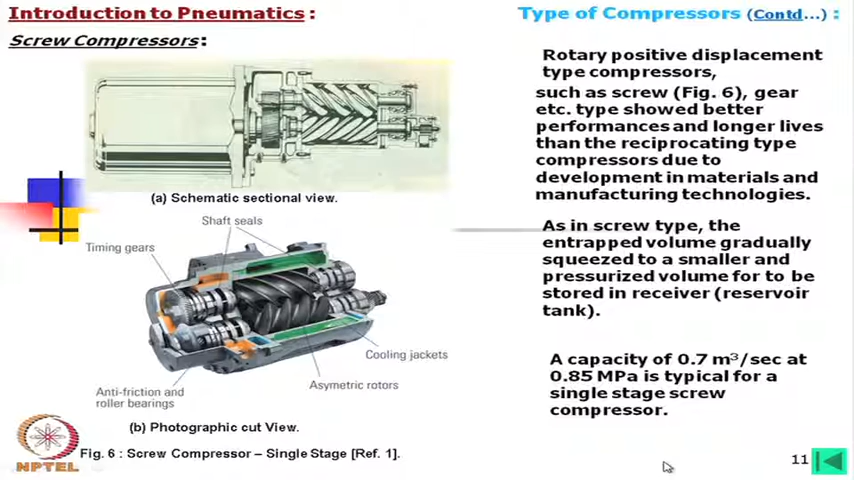 Introduction to Pneumatics :
Type of Compressors (Contd...) :
Screw Compressors :
(a) Schematic sectional view.
Shaft seals
Timing gears
Cooling jackets
Asymetric rotors
Anti-friction and
roller bearings
(b) Photographic cut View.
Fig. 6 : Screw Compressor – Single Stage [Ref. 1].
NPTEL
Rotary positive displacement
type compressors,
such as screw (Fig. 6), gear
etc. type showed better
performances and longer lives
than the reciprocating type
compressors due to
development in materials and
manufacturing technologies.
As in screw type, the
entrapped volume gradually
squeezed to a smaller and
pressurized volume for to be
stored in receiver (reservoir
tank).
A capacity of 0.7 m³/sec at
0.85 MPa is typical for a
single stage screw
compressor.
11